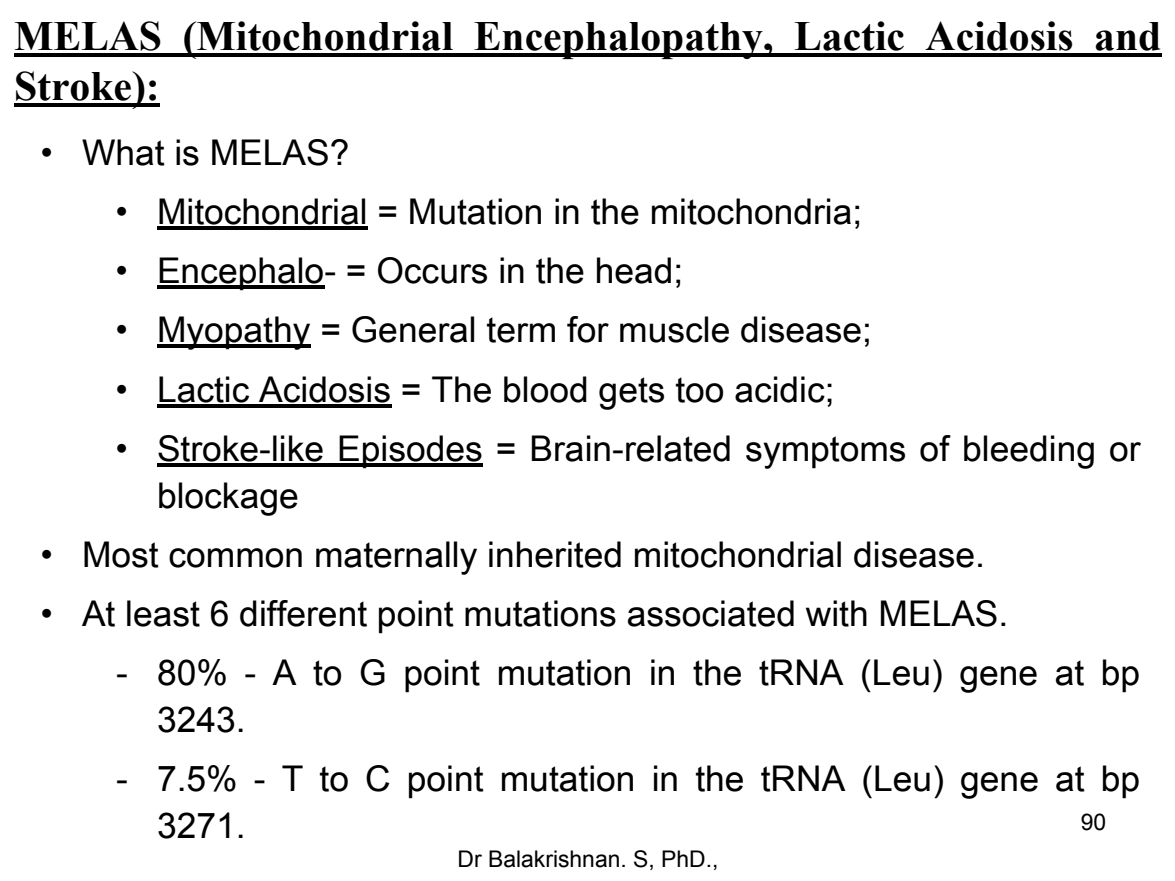 MELAS (Mitochondrial Encephalopathy, Lactic Acidosis and
Stroke):
• What is MELAS?
• Mitochondrial = Mutation in the mitochondria;
• Encephalo- = Occurs in the head;
• Myopathy = General term for muscle disease;
• Lactic Acidosis = The blood gets too acidic;
• Stroke-like Episodes = Brain-related symptoms of bleeding or
blockage
• Most common maternally inherited mitochondrial disease.
• At least 6 different point mutations associated with MELAS.
- 80% - A to G point mutation in the tRNA (Leu) gene at bp
3243.
- 7.5% - T to C point mutation in the tRNA (Leu) gene at bp
3271.
90
Dr Balakrishnan. S, PhD.,